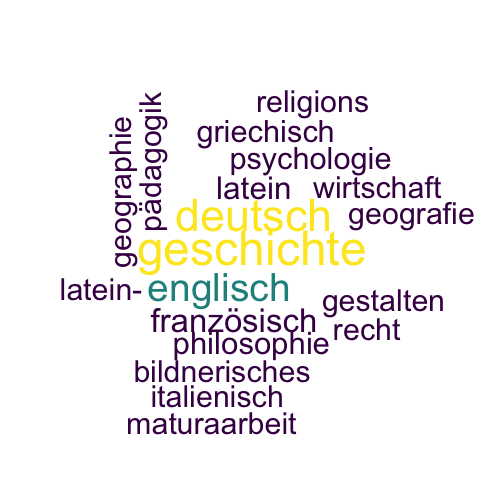 religions
griechisch
pädagogik
geographie
psychologie
latein wirtschaft
deutsch geografie
geschichte
latein- englisch
gestalten
französisch recht
philosophie
bildnerisches
italienisch
maturaarbeit